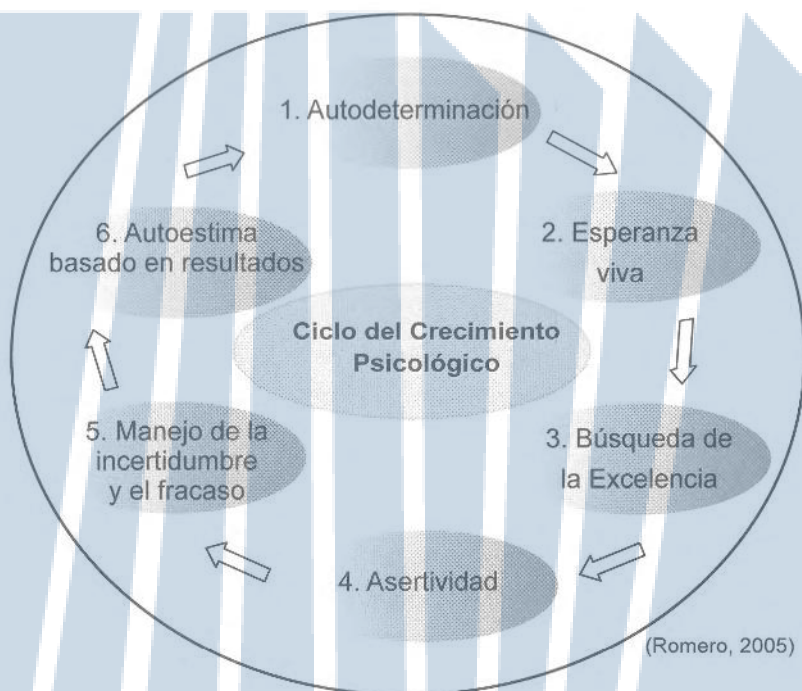 1. Autodeterminación
2. Esperanza
viva
3. Búsqueda de
la Excelencia
4. Asertividad
5. Manejo de la
incertidumbre
y el fracaso
6. Autoestima
basado en resultados
Ciclo del Crecimiento
Psicológico
(Romero, 2005)